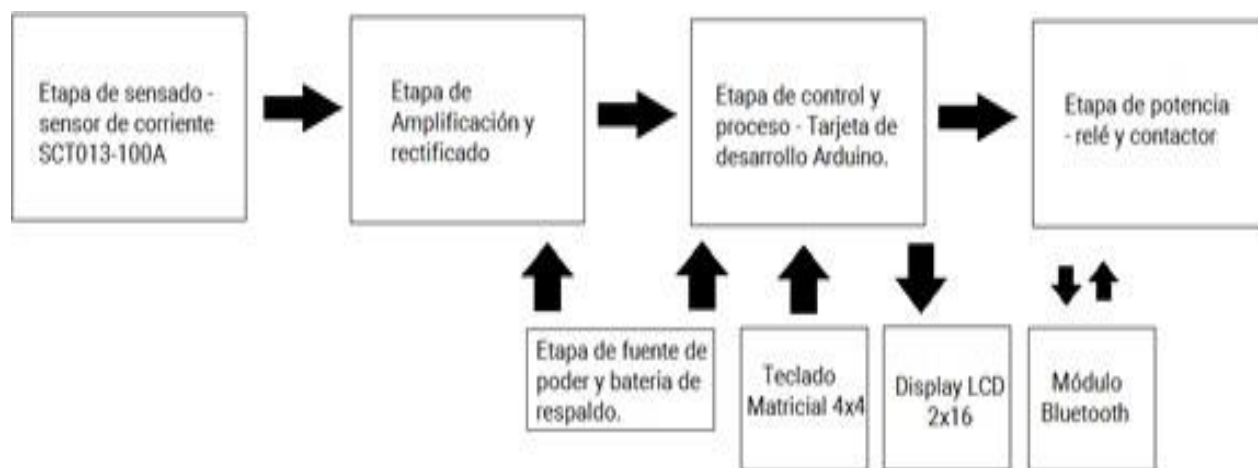 Etapa de sensado -
sensor de corriente
SCT013-100A
Etapa de
Amplificación y
rectificado
Etapa de control y
proceso - Tarjeta de
desarrollo Arduino.
Etapa de potencia
- relé y contactor
Etapa de fuente de
poder y bateria de
respaldo.
Teclado
Matricial 4x4
Display LCD
2x16
Módulo
Bluetooth